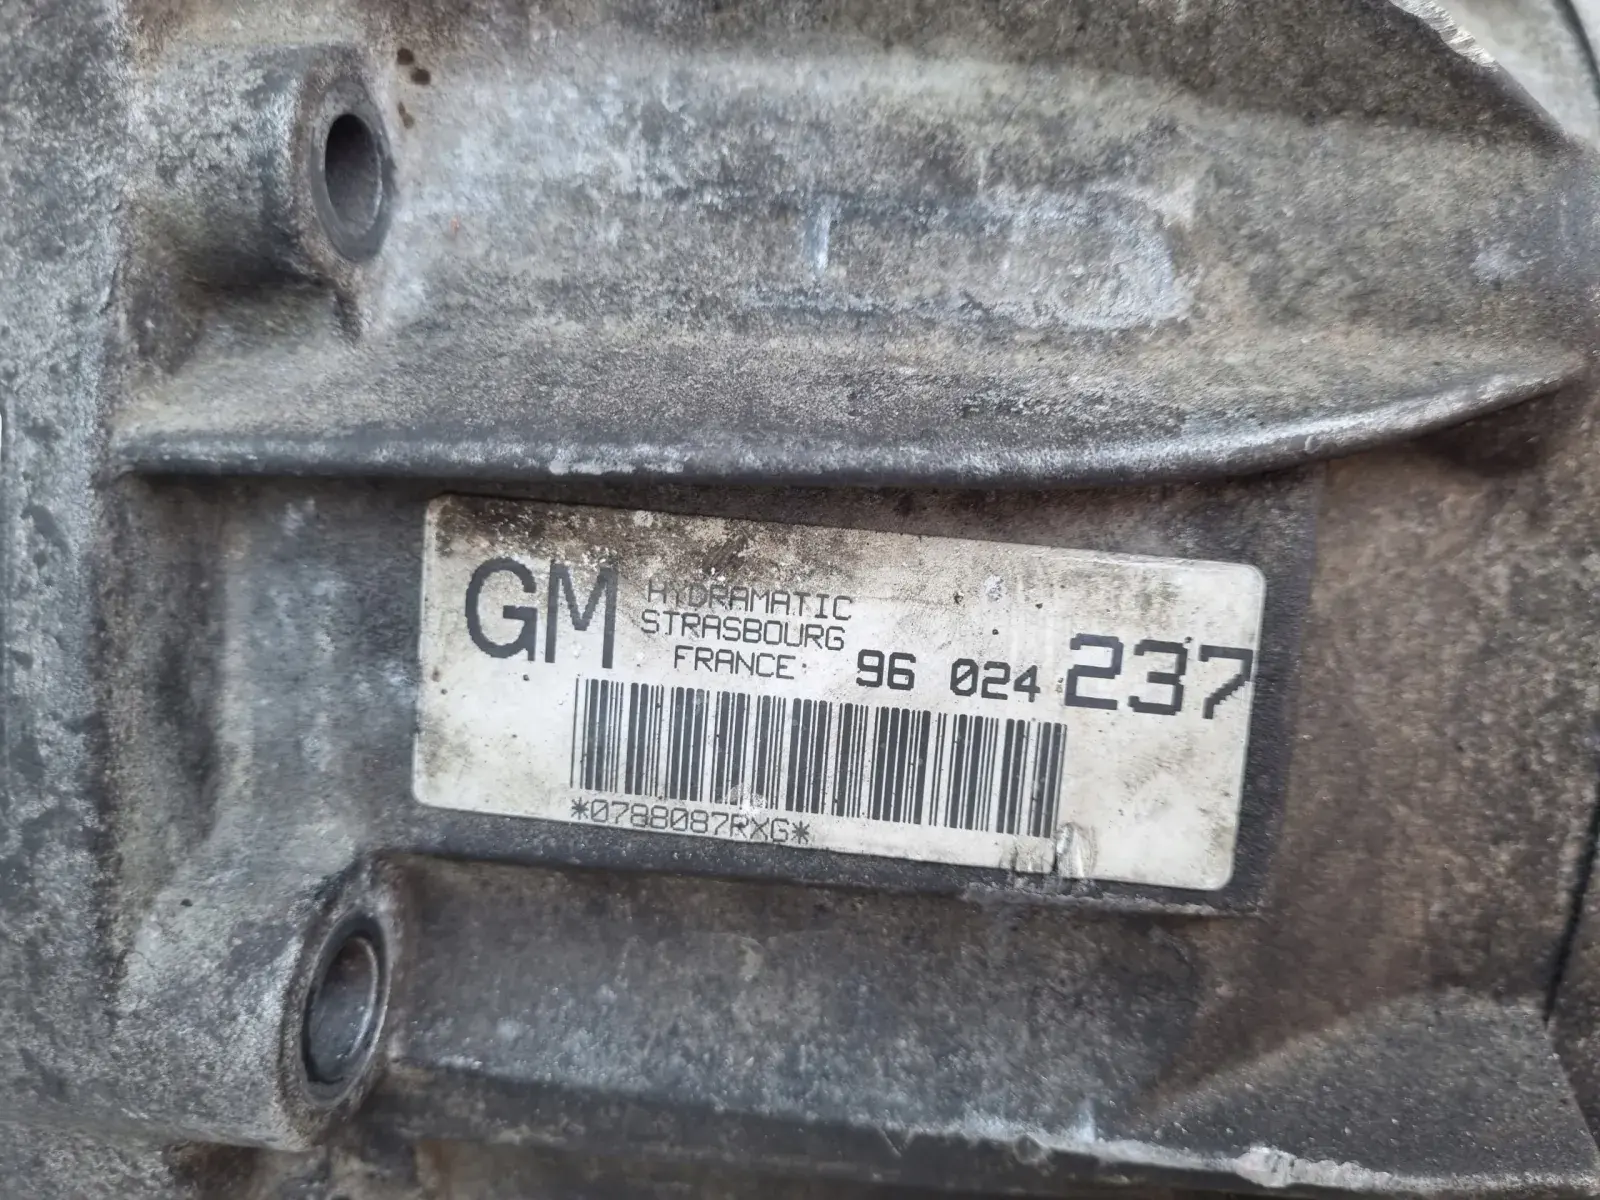 GM HYDRAMATIC
STRASBOURG
FRANCE: 96 024 237
*0788087RXG*